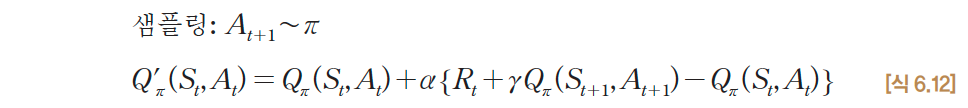 샘플링: A_{t+1} ~ π
Q′_π(S_t, A_t) = Q_π(S_t, A_t) + α{R_t + γQ_π(S_{t+1}, A_{t+1}) − Q_π(S_t, A_t)} [식 6.12]